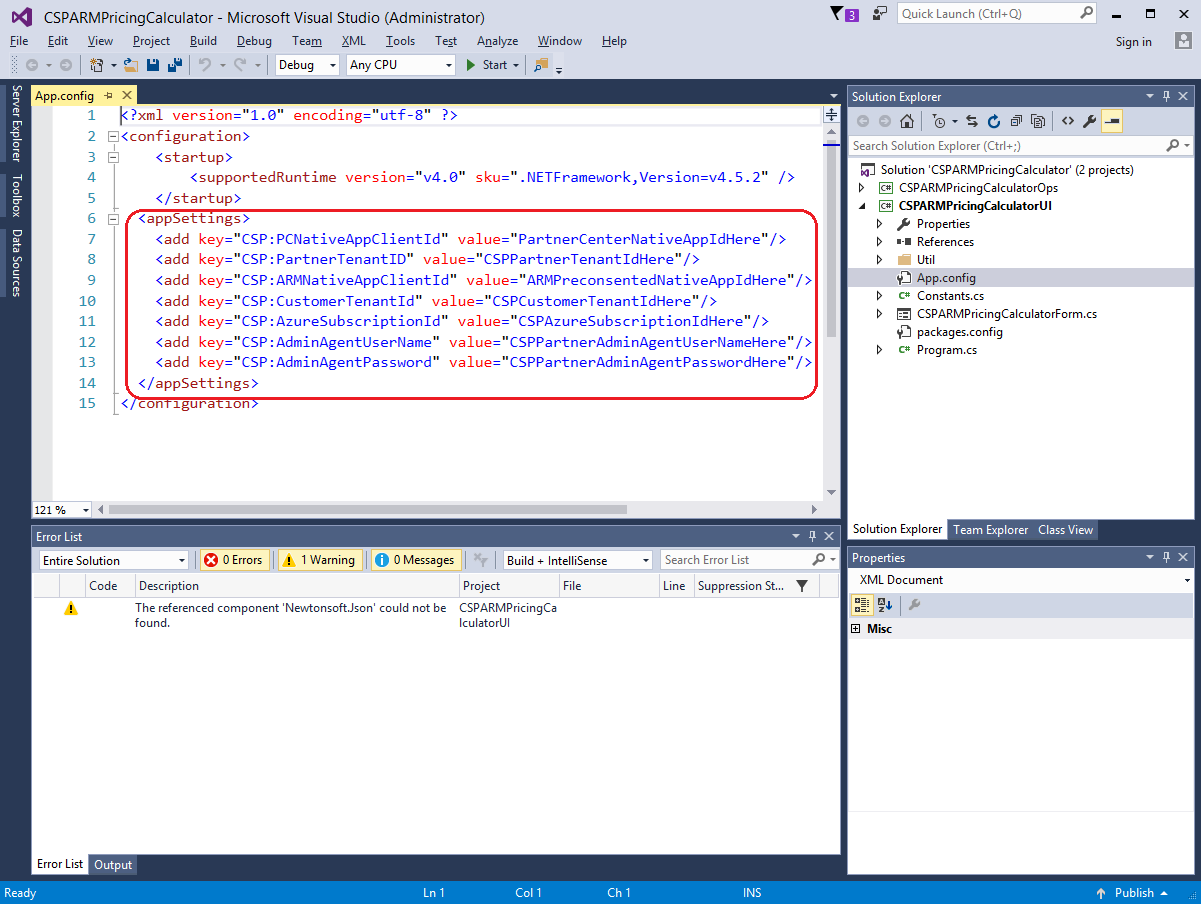 CSPARMPricingCalculator - Microsoft Visual Studio (Administrator)
3
Quick Launch (Ctrl+Q)
File Edit View Project Build Debug Team XML Tools Test Analyze Window Help
Sign in
Debug Any CPU Start
Server Explorer
Toolbox
Data Sources
App.config
1 <?xml version="1.0" encoding="utf-8" ?>
2 <configuration>
3 <startup>
4 <supportedRuntime version="v4.0" sku=".NETFramework,Version=v4.5.2" />
5 </startup>
6 <appSettings>
7 <add key="CSP:PCNativeAppClientId" value="PartnerCenterNativeAppIdHere"/>
8 <add key="CSP:PartnerTenantID" value="CSPPartnerTenantIdHere"/>
9 <add key="CSP:ARMNativeAppClientId" value="ARMPreconsentedNativeAppIdHere"/>
10 <add key="CSP:CustomerTenantId" value="CSPCustomerTenantIdHere"/>
11 <add key="CSP:AzureSubscriptionId" value="CSPAzureSubscriptionIdHere"/>
12 <add key="CSP:AdminAgentUserName" value="CSPPartnerAdminAgentUserNameHere"/>
13 <add key="CSP:AdminAgentPassword" value="CSPPartnerAdminAgentPasswordHere"/>
14 </appSettings>
15 </configuration>
121 %
Solution Explorer
Search Solution Explorer (Ctrl+;)
Solution 'CSPARMPricingCalculator' (2 projects)
C# CSPARMPricingCalculatorOps
C# CSPARMPricingCalculatorUI
Properties
References
Util
App.config
C# Constants.cs
CSPARMPricingCalculatorForm.cs
packages.config
C# Program.cs
Solution Explorer Team Explorer Class View
Error List
Entire Solution 0 Errors 1 Warning 0 Messages Build + IntelliSense Search Error List
Code Description Project File Line Suppression St...
The referenced component 'Newtonsoft.Json' could not be
found.
CSPARMPricingCa
lculatorUI
Error List Output
Properties
XML Document
Misc
Ready Ln 1 Col 1 Ch 1 INS Publish